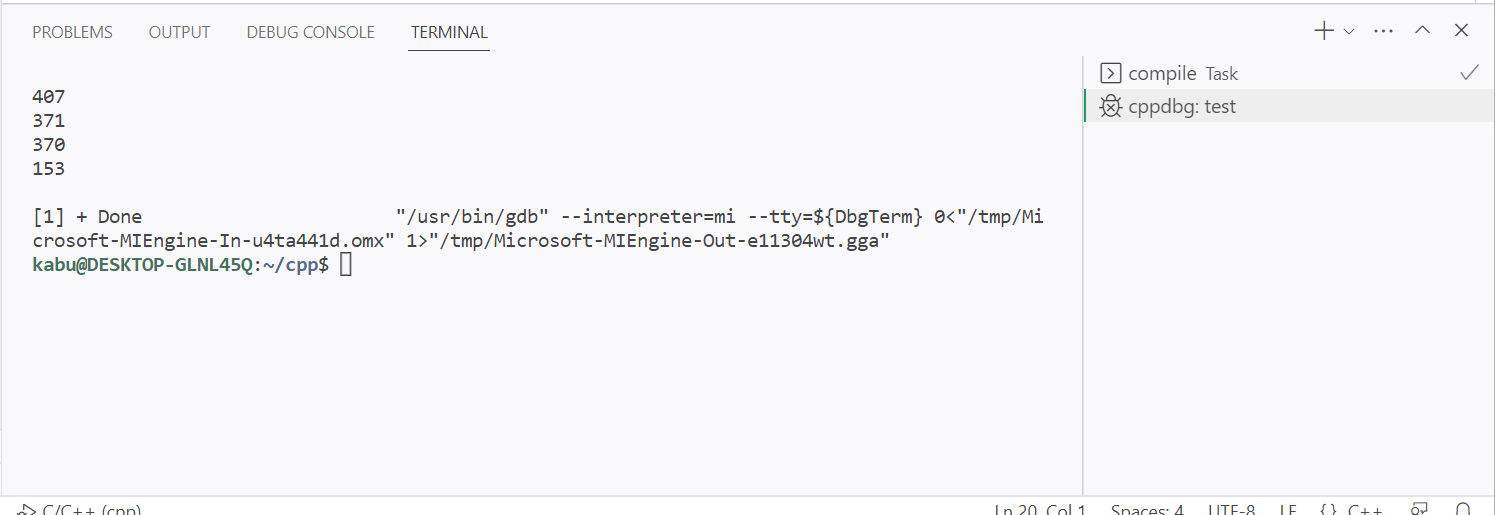 PROBLEMS OUTPUT DEBUG CONSOLE TERMINAL
407
371
370
153
[1] + Done "/usr/bin/gdb" --interpreter=mi --tty=${DbgTerm} 0<"/tmp/Mi
crosoft-MIEngine-In-u4ta441d.omx" 1>"/tmp/Microsoft-MIEngine-Out-e11304wt.gga"
kabu@DESKTOP-GLNL45Q:~/cpp$
compile Task
cppdbg: test
C/C++ (cpp) Ln 20, Col 1 Spaces: 4 UTF-8 LF {} C++